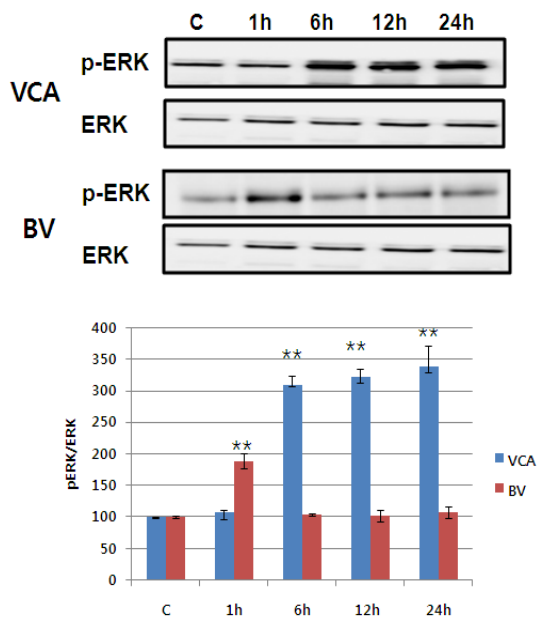 C 1h 6h 12h 24h
p-ERK
VCA
ERK
p-ERK
BV
ERK
400
350
300
250
200
150
100
50
0
pERK/ERK
**
**
**
**
VCA
BV
C 1h 6h 12h 24h